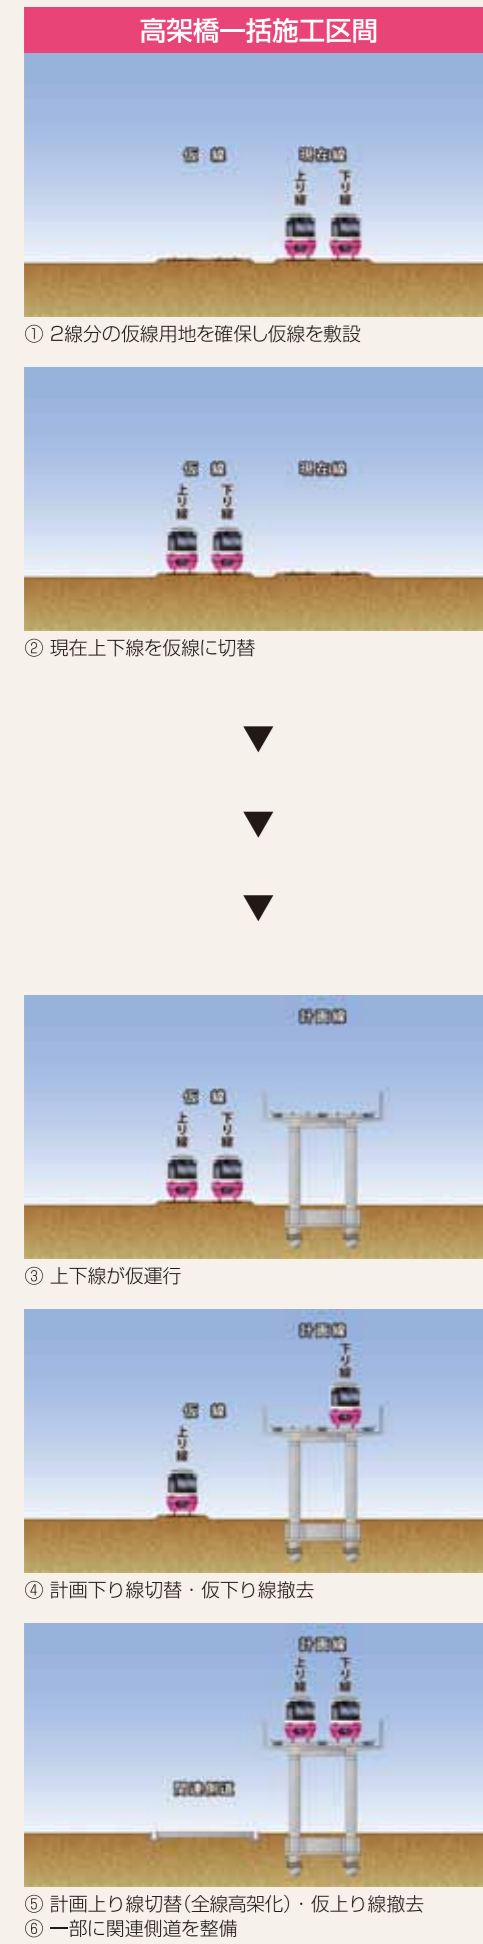 高架橋一括施工区間
仮 線 現在線
上り線 下り線
① 2線分の仮線用地を確保し仮線を敷設
仮 線 現在線
上り線 下り線
② 現在上下線を仮線に切替
▼
▼
▼
計画線
仮 線
上り線 下り線
③ 上下線が仮運行
計画線
下り線
仮 線
上り線
④ 計画下り線切替・仮下り線撤去
計画線
上り線 下り線
関連側道
⑤ 計画上り線切替(全線高架化)・仮上り線撤去
⑥ 一部に関連側道を整備